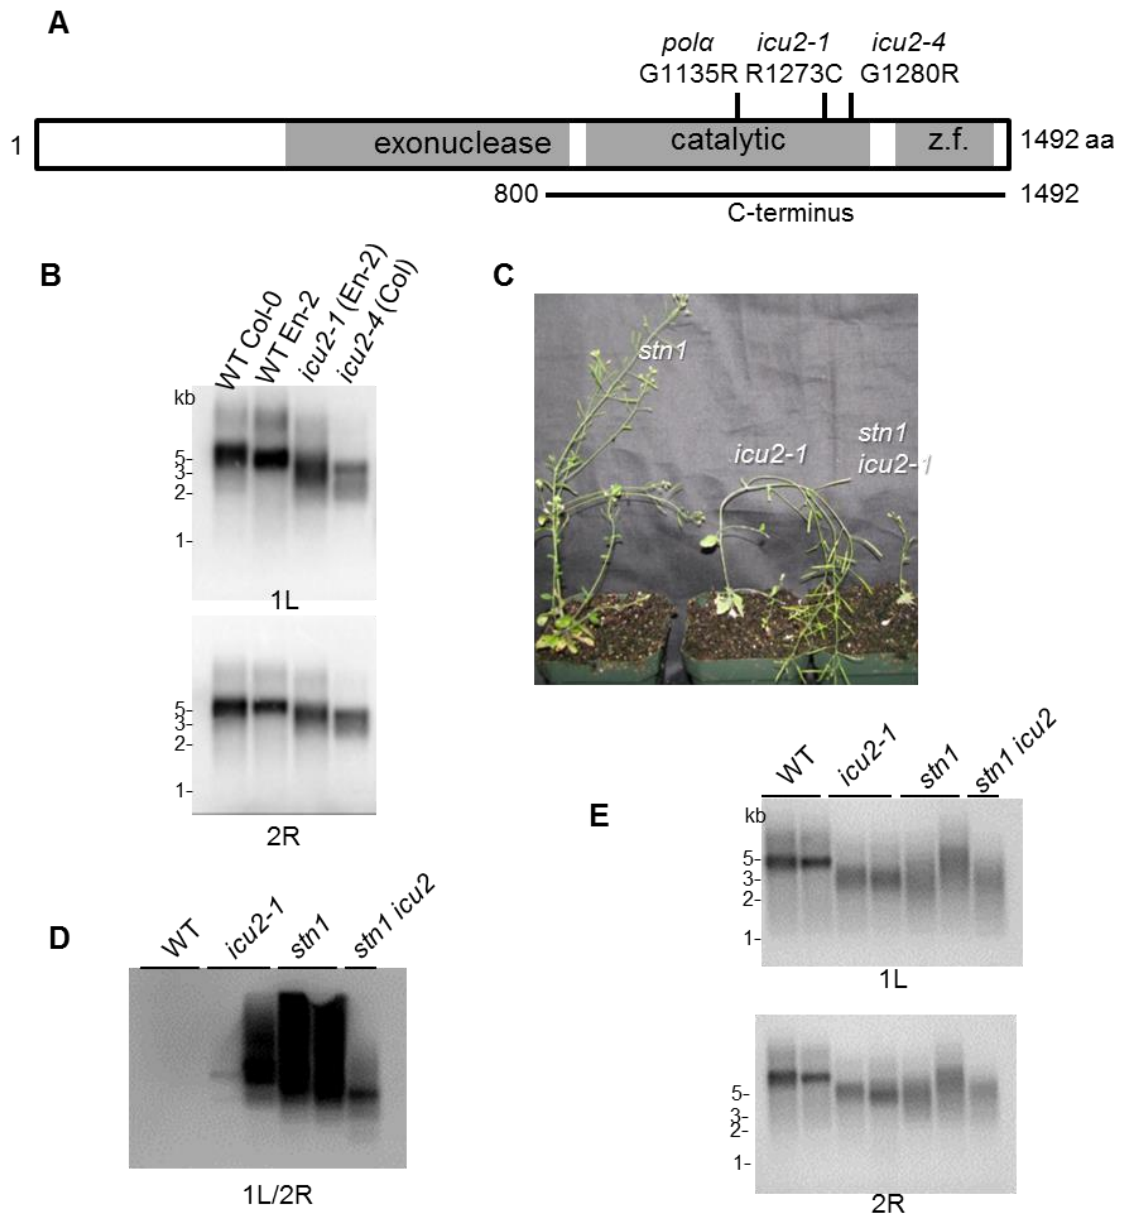 A
polα icu2-1 icu2-4
G1135R R1273C G1280R
1 exonuclease catalytic z.f. 1492 aa
800 1492
C-terminus
B
WT Col-0
WT En-2
icu2-1 (En-2)
icu2-4 (Col)
kb
5-
3-
2-
1-
1L
5-
3-
2-
1-
2R
C
stn1
icu2-1
stn1
icu2-1
D
WT
icu2-1
stn1
stn1 icu2
1L/2R
E
WT
icu2-1
stn1
stn1 icu2
kb
5-
3-
2-
1-
1L
5-
3-
2-
1-
2R